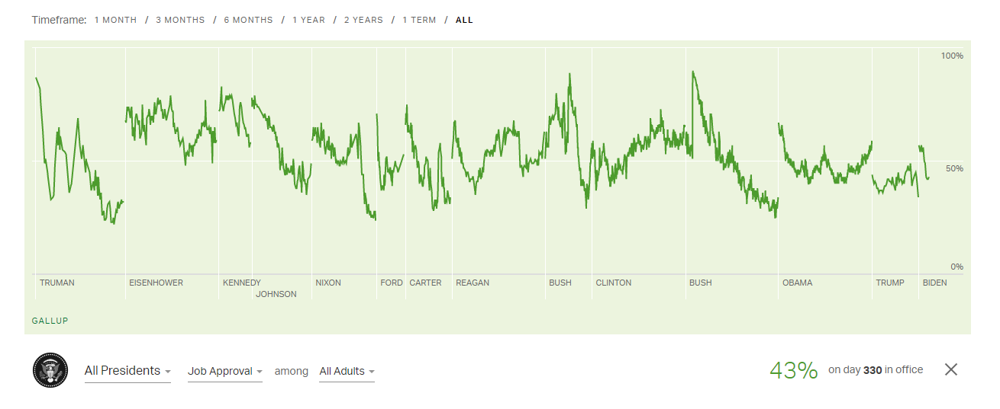 Timeframe: 1 MONTH / 3 MONTHS / 6 MONTHS / 1 YEAR / 2 YEARS / 1 TERM / ALL
100%
50%
0%
TRUMAN EISENHOWER KENNEDY NIXON FORD CARTER REAGAN BUSH CLINTON BUSH OBAMA TRUMP BIDEN
JOHNSON
GALLUP
All Presidents Job Approval among All Adults 43% on day 330 in office